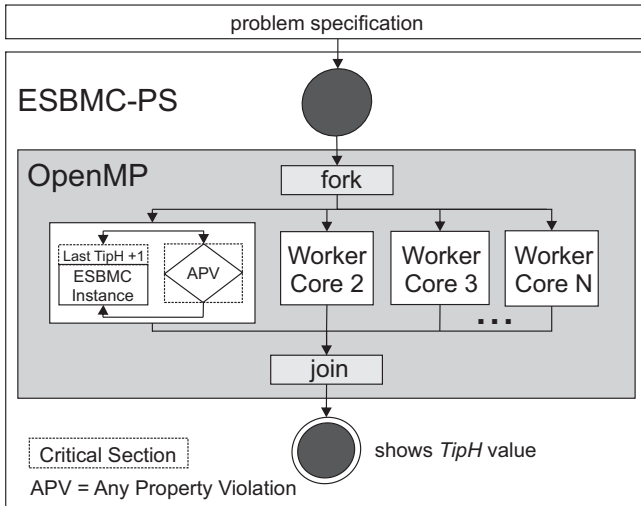 problem specification
ESBMC-PS
OpenMP
fork
Last TipH +1
ESBMC
Instance
APV
Worker
Core 2
Worker
Core 3
Worker
Core N
...
join
Critical Section
shows TipH value
APV = Any Property Violation